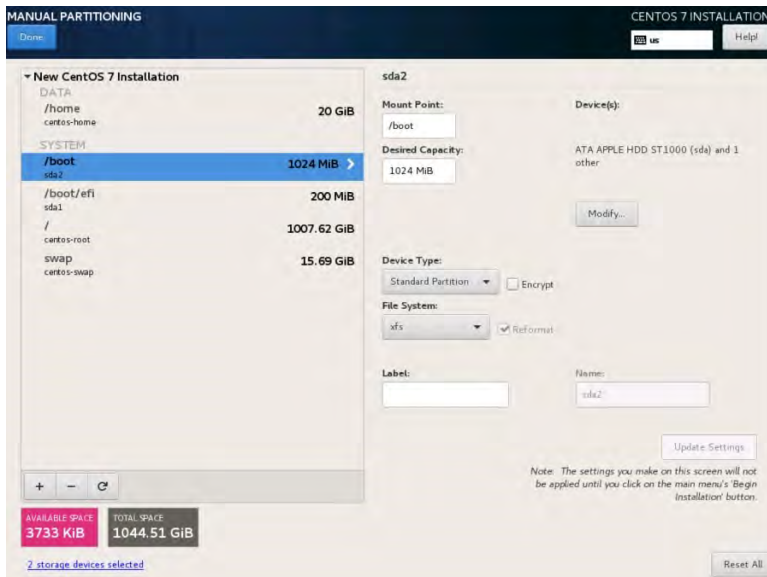 MANUAL PARTITIONING
CENTOS 7 INSTALLATION
Done
us
Help!
New CentOS 7 Installation
DATA
/home
20 GiB
centos-home
SYSTEM
/boot
1024 MiB
sda2
/boot/efi
200 MiB
sda1
/
1007.62 GiB
centos-root
swap
15.69 GiB
centos-swap
+ −
AVAILABLE SPACE
3733 KiB
TOTAL SPACE
1044.51 GiB
2 storage devices selected
sda2
Mount Point:
/boot
Device(s):
Desired Capacity:
1024 MiB
ATA APPLE HDD ST1000 (sda) and 1
other
Modify...
Device Type:
Standard Partition
Encrypt
File System:
xfs
Reformat
Label:
Name:
sda2
Update Settings
Note: The settings you make on this screen will not
be applied until you click on the main menu's 'Begin
Installation' button.
Reset All